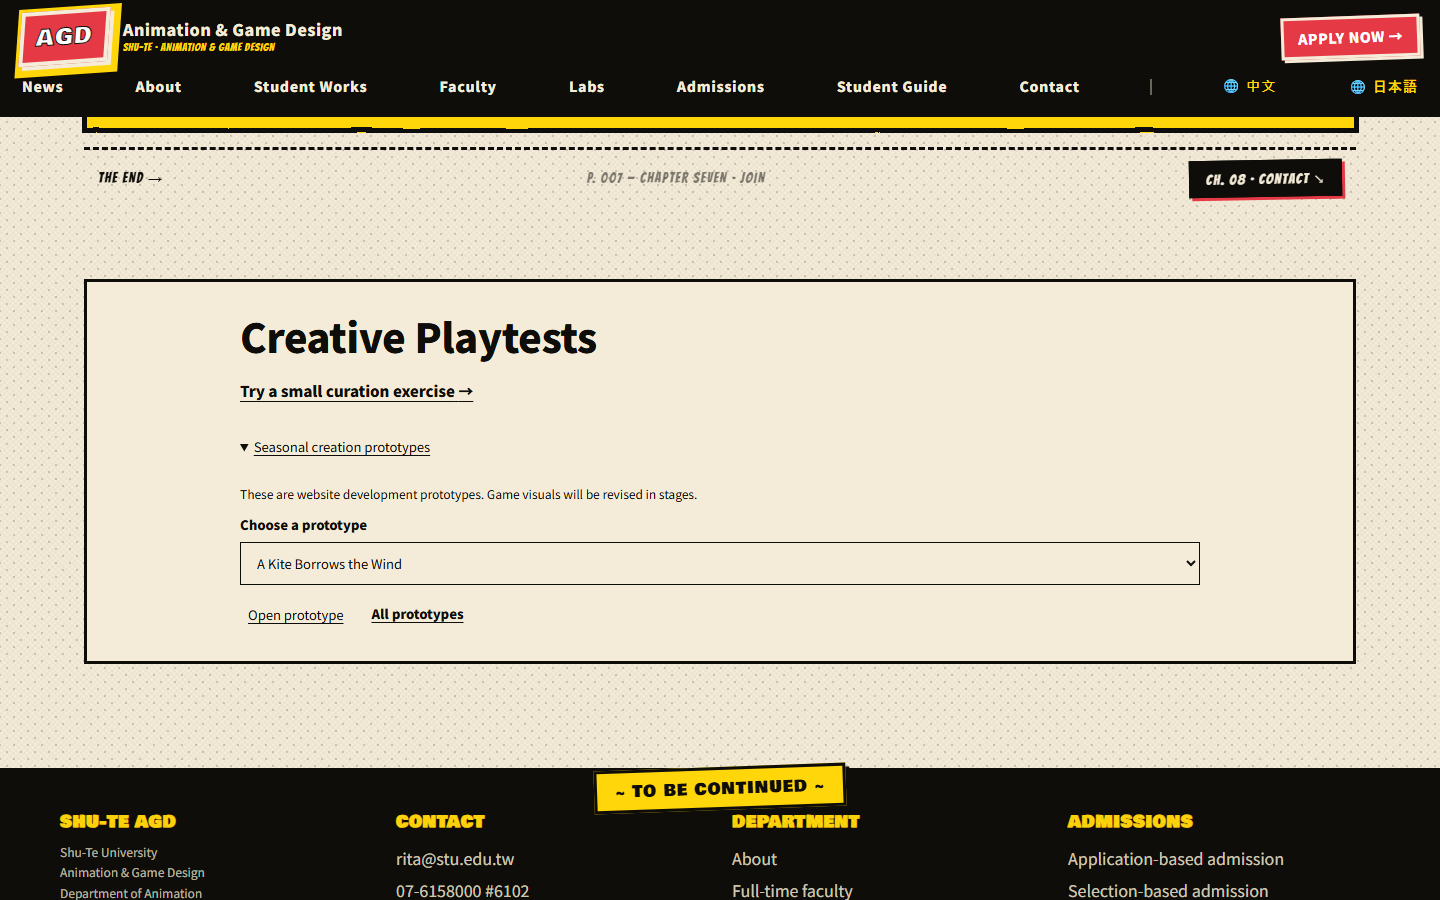 AGD
Animation & Game Design
SHU-TE · ANIMATION & GAME DESIGN
APPLY NOW →
News
About
Student Works
Faculty
Labs
Admissions
Student Guide
Contact
中文
日本語
THE END →
P. 007 — CHAPTER SEVEN · JOIN
CH. 08 · CONTACT ↘
Creative Playtests
Try a small curation exercise →
▼ Seasonal creation prototypes
These are website development prototypes. Game visuals will be revised in stages.
Choose a prototype
A Kite Borrows the Wind
Open prototype
All prototypes
~ TO BE CONTINUED ~
SHU-TE AGD
Shu-Te University
Animation & Game Design
Department of Animation
CONTACT
rita@stu.edu.tw
07-6158000 #6102
DEPARTMENT
About
Full-time faculty
ADMISSIONS
Application-based admission
Selection-based admission